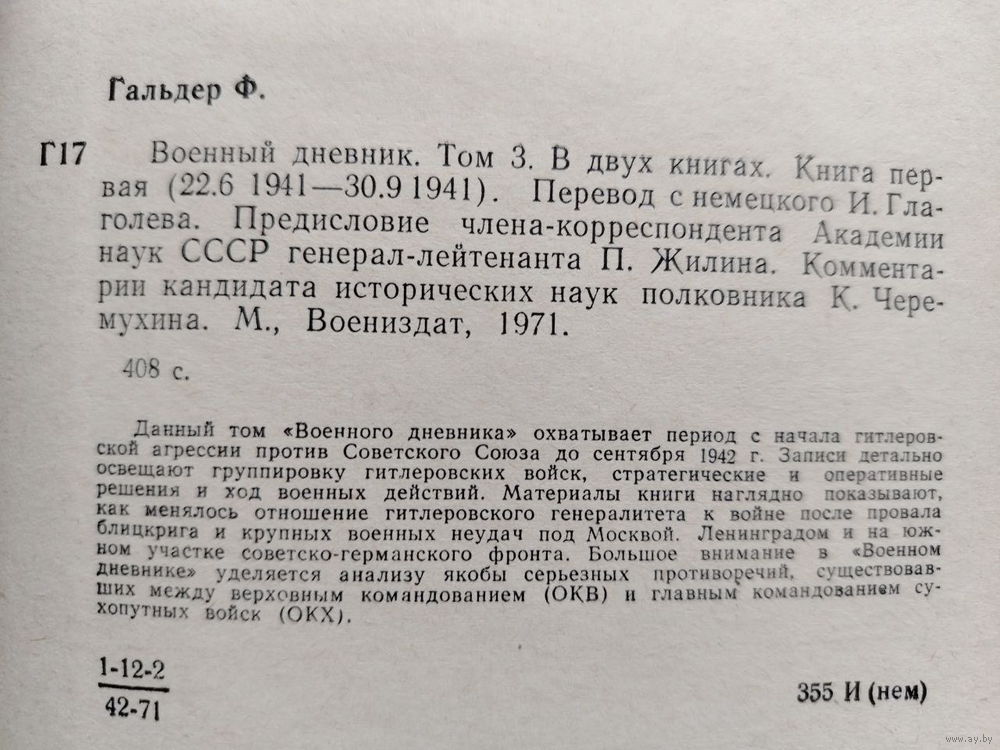 Гальдер Ф.
Г17 Военный дневник. Том 3. В двух книгах. Книга пер-
вая (22.6 1941—30.9 1941). Перевод с немецкого И. Гла-
голева. Предисловие члена-корреспондента Академии
наук СССР генерал-лейтенанта П. Жилина. Коммента-
рии кандидата исторических наук полковника К. Чере-
мухина. М., Воениздат, 1971.
408 с.
Данный том «Военного дневника» охватывает период с начала гитлеров-
ской агрессии против Советского Союза до сентября 1942 г. Записи детально
освещают группировку гитлеровских войск, стратегические и оперативные
решения и ход военных действий. Материалы книги наглядно показывают,
как менялось отношение гитлеровского генералитета к войне после провала
блицкрига и крупных военных неудач под Москвой. Ленинградом и на юж-
ном участке советско-германского фронта. Большое внимание в «Военном
дневнике» уделяется анализу якобы серьезных противоречий, существовав-
ших между верховным командованием (ОКВ) и главным командованием су-
хопутных войск (ОКХ).
1-12-2
42-71
355 И (нем)
www.ay.by